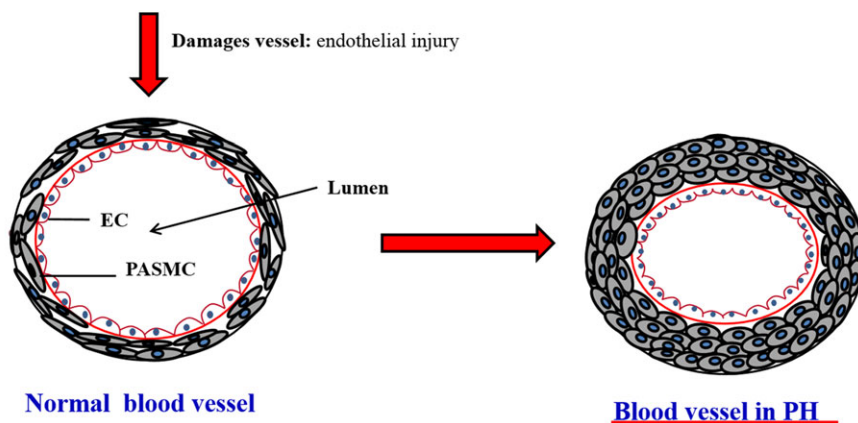 Damages vessel: endothelial injury
Lumen
EC
PASMC
Normal blood vessel
Blood vessel in PH